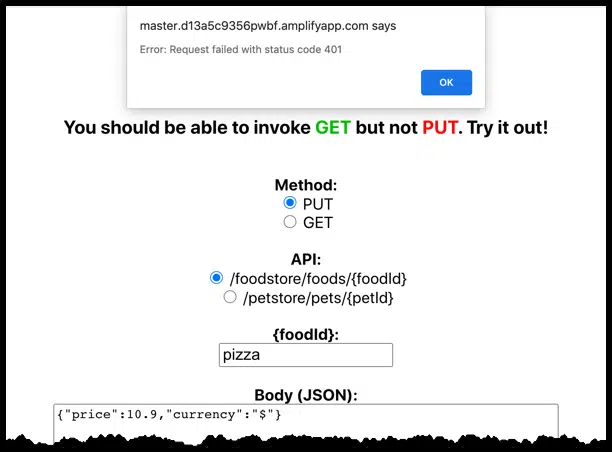 master.d13a5c9356pwbf.amplifyapp.com says
Error: Request failed with status code 401
OK
You should be able to invoke GET but not PUT. Try it out!
Method:
PUT
GET
API:
/foodstore/foods/{foodId}
/petstore/pets/{petId}
{foodId}:
pizza
Body (JSON):
{"price":10.9,"currency":"$"}